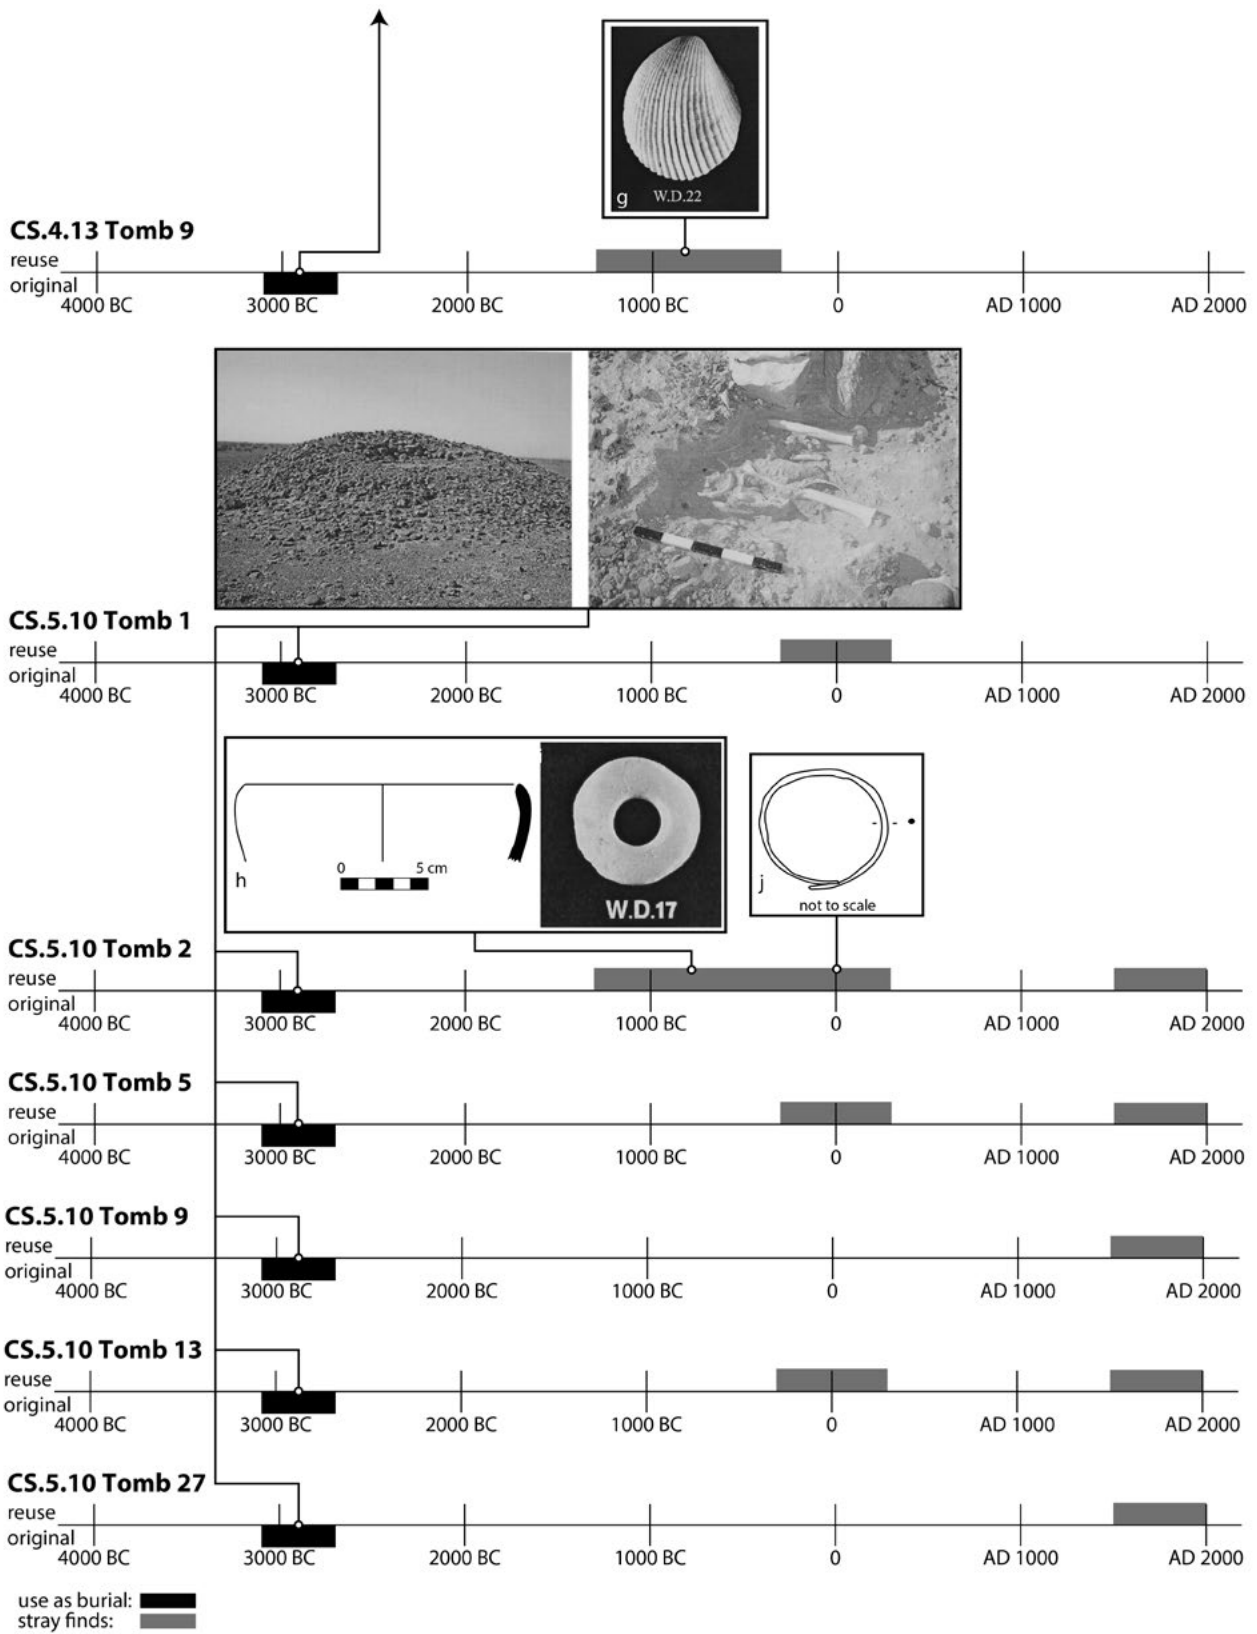 g W.D.22
CS.4.13 Tomb 9
reuse
original
4000 BC 3000 BC 2000 BC 1000 BC 0 AD 1000 AD 2000
CS.5.10 Tomb 1
reuse
original
4000 BC 3000 BC 2000 BC 1000 BC 0 AD 1000 AD 2000
0 5 cm
h
W.D.17
j
not to scale
CS.5.10 Tomb 2
reuse
original
4000 BC 3000 BC 2000 BC 1000 BC 0 AD 1000 AD 2000
CS.5.10 Tomb 5
reuse
original
4000 BC 3000 BC 2000 BC 1000 BC 0 AD 1000 AD 2000
CS.5.10 Tomb 9
reuse
original
4000 BC 3000 BC 2000 BC 1000 BC 0 AD 1000 AD 2000
CS.5.10 Tomb 13
reuse
original
4000 BC 3000 BC 2000 BC 1000 BC 0 AD 1000 AD 2000
CS.5.10 Tomb 27
reuse
original
4000 BC 3000 BC 2000 BC 1000 BC 0 AD 1000 AD 2000
use as burial:
stray finds: